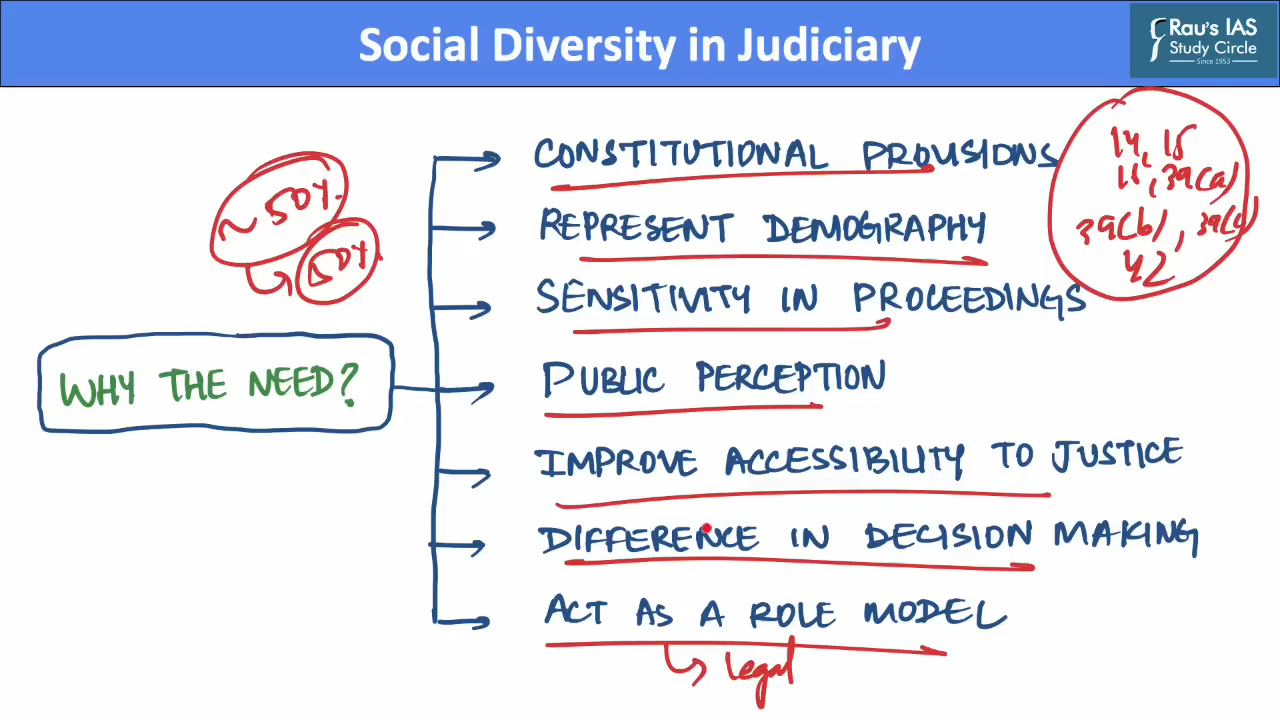 Social Diversity in Judiciary
Rau's IAS
Study Circle
Since 1953
WHY THE NEED?
~ 50%.
50%.
CONSTITUTIONAL PROVISIONS
REPRESENT DEMOGRAPHY
SENSITIVITY IN PROCEEDINGS
PUBLIC PERCEPTION
IMPROVE ACCESSIBILITY TO JUSTICE
DIFFERENCE IN DECISION MAKING
ACT AS A ROLE MODEL
legal
14, 15
39(a)
39(b), 39(c)
42